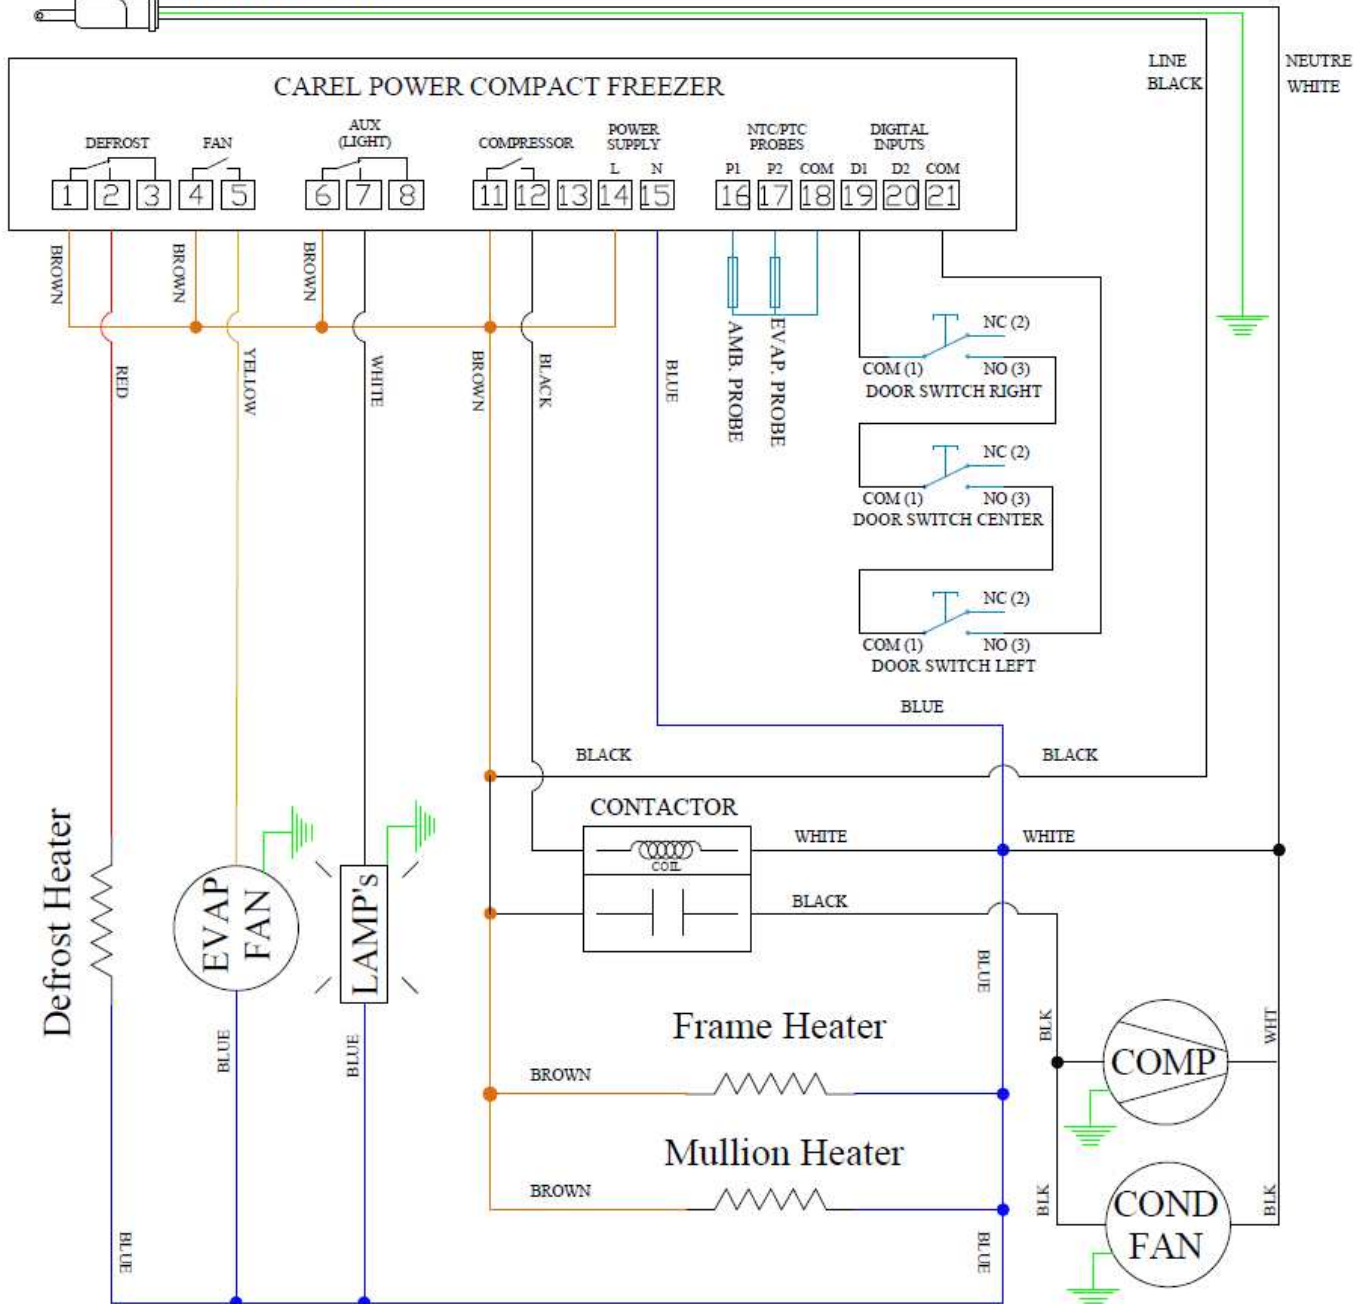 LINE
BLACK
NEUTRE
WHITE
CAREL POWER COMPACT FREEZER
DEFROST
FAN
AUX
(LIGHT)
COMPRESSOR
POWER
SUPPLY
L N
NTC/PTC
PROBES
P1 P2 COM
DIGITAL
INPUTS
D1 D2 COM
1 2 3 4 5 6 7 8 11 12 13 14 15 16 17 18 19 20 21
BROWN
BROWN
BROWN
RED
YELLOW
WHITE
BROWN
BLACK
BLUE
AMB. PROBE
EVAP. PROBE
NC (2)
COM (1) NO (3)
DOOR SWITCH RIGHT
NC (2)
COM (1) NO (3)
DOOR SWITCH CENTER
NC (2)
COM (1) NO (3)
DOOR SWITCH LEFT
BLUE
BLACK
BLACK
CONTACTOR
COIL
WHITE
WHITE
BLACK
Defrost Heater
EVAP
FAN
LAMP's
BLUE
BLUE
BLUE
Frame Heater
BROWN
Mullion Heater
BROWN
BLK
WHT
COMP
BLUE
BLUE
BLK
BLK
COND
FAN